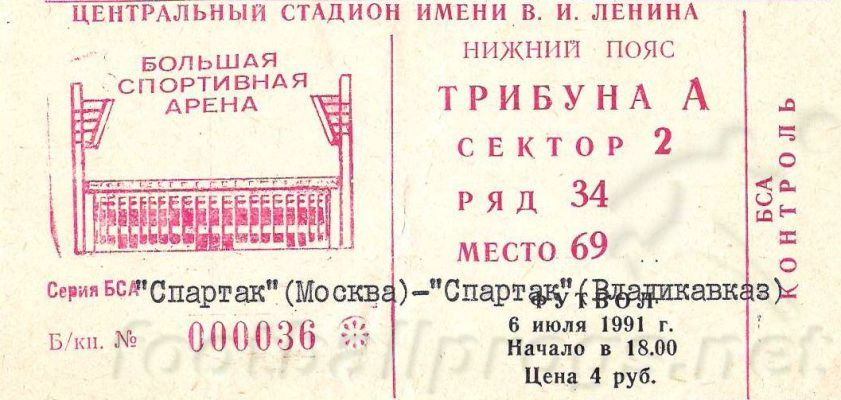 ЦЕНТРАЛЬНЫЙ СТАДИОН ИМЕНИ В. И. ЛЕНИНА
БОЛЬШАЯ
СПОРТИВНАЯ
АРЕНА
НИЖНИЙ ПОЯС
ТРИБУНА А
СЕКТОР 2
РЯД 34
МЕСТО 69
Серия БСА
"Спартак"(Москва)-"Спартак"(Владикавказ)
ФУТБОЛ
Б/кн. № 000036
6 июля 1991 г.
Начало в 18.00
Цена 4 руб.
БСА
КОНТРОЛЬ